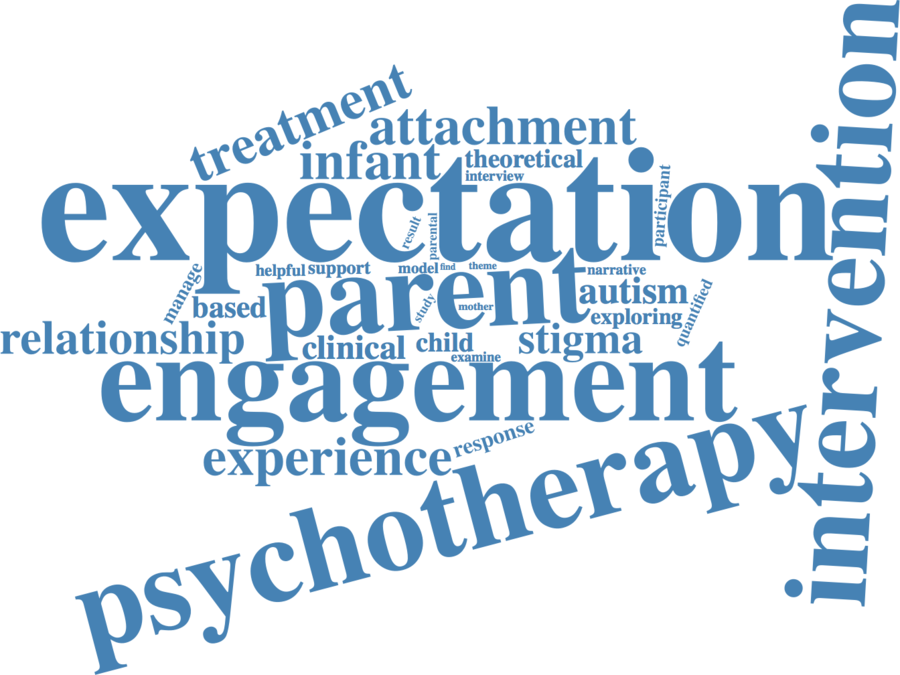 treatment
attachment
infant
theoretical
interview
expectation
participant
result
parental
intervention
manage
helpful
support
model
find
theme
narrative
based
parent
study
mother
autism
exploring
quantified
relationship
clinical
child
examine
stigma
engagement
experience
response
psychotherapy